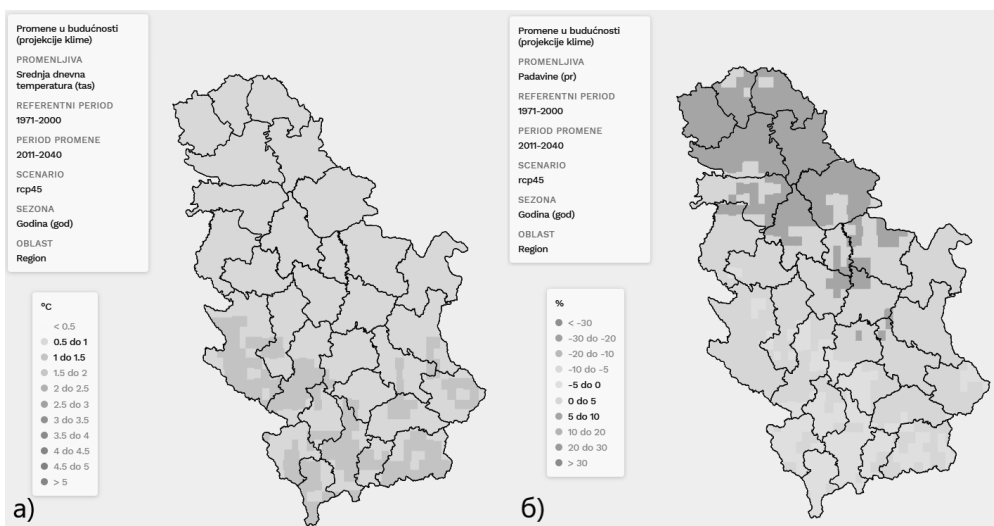 Promene u budućnosti
(projekcije klime)
PROMENLJIVA
Srednja dnevna
temperatura (tas)
REFERENTNI PERIOD
1971-2000
PERIOD PROMENE
2011-2040
SCENARIO
rcp45
SEZONA
Godina (god)
OBLAST
Region
ºC
< 0.5
0.5 do 1
1 do 1.5
1.5 do 2
2 do 2.5
2.5 do 3
3 do 3.5
3.5 do 4
4 do 4.5
4.5 do 5
> 5
а)
Promene u budućnosti
(projekcije klime)
PROMENLJIVA
Padavine (pr)
REFERENTNI PERIOD
1971-2000
PERIOD PROMENE
2011-2040
SCENARIO
rcp45
SEZONA
Godina (god)
OBLAST
Region
%
< -30
-30 do -20
-20 do -10
-10 do -5
-5 do 0
0 do 5
5 do 10
10 do 20
20 do 30
> 30
б)